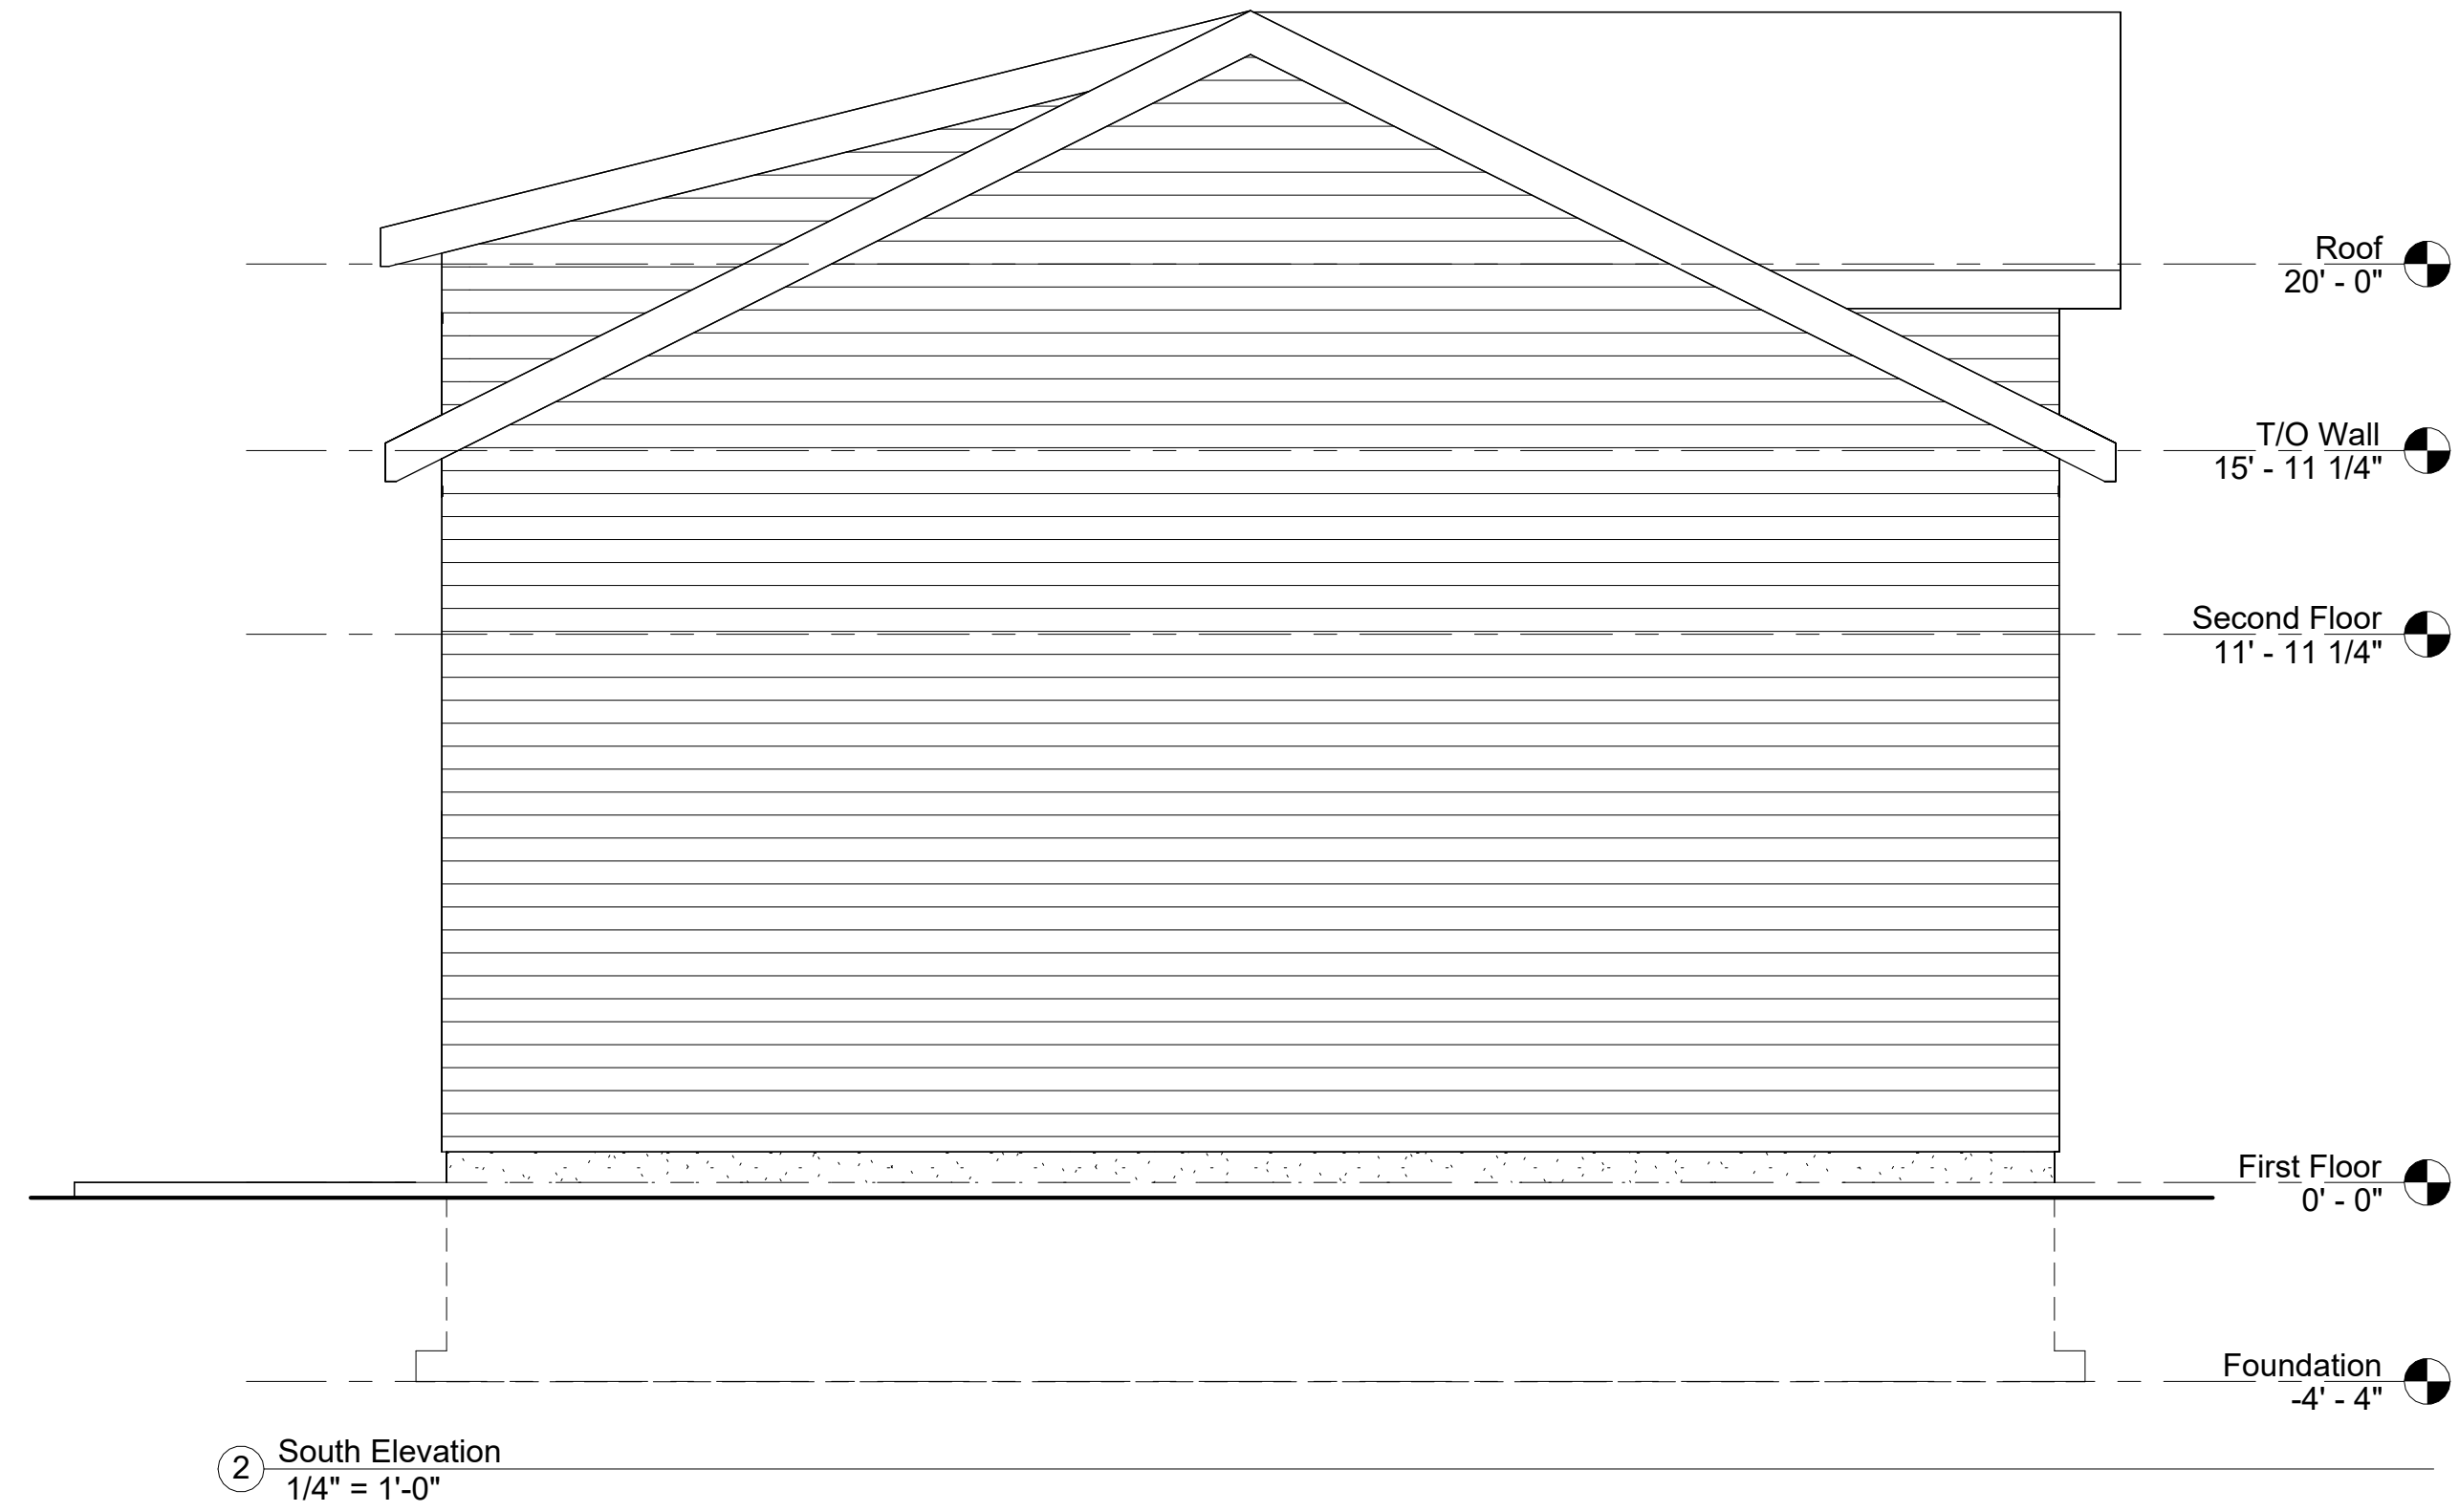 Roof
20' - 0"
T/O Wall
15' - 11 1/4"
Second Floor
11' - 11 1/4"
First Floor
0' - 0"
Foundation
-4' - 4"
2 South Elevation
1/4" = 1'-0"